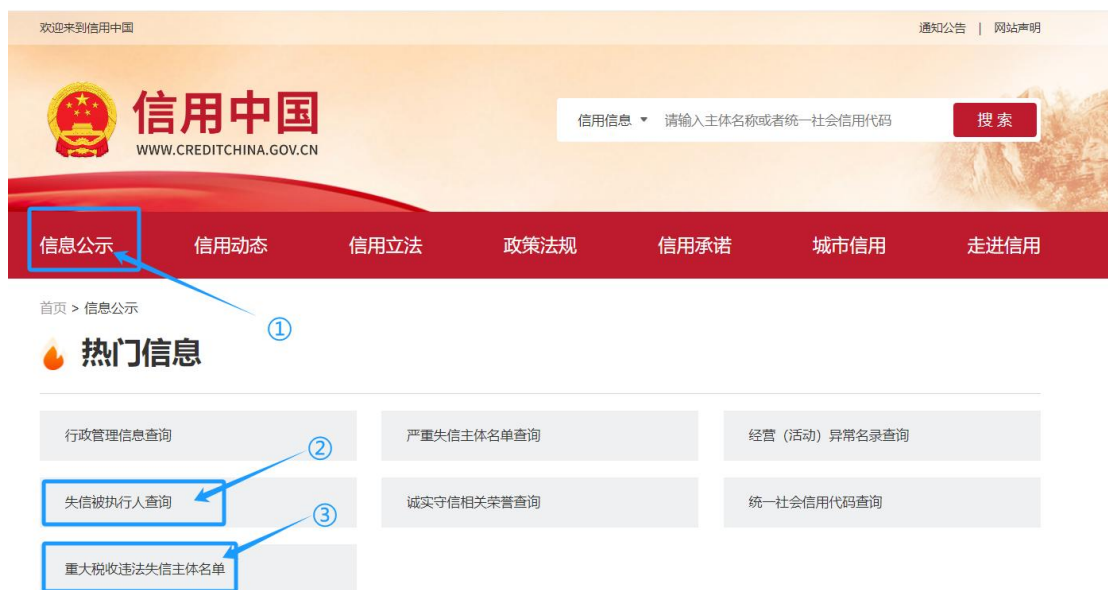 欢迎来到信用中国
通知公告 | 网站声明
信用中国
WWW.CREDITCHINA.GOV.CN
信用信息 请输入主体名称或者统一社会信用代码 搜索
信息公示 信用动态 信用立法 政策法规 信用承诺 城市信用 走进信用
首页 > 信息公示
①
热门信息
行政管理信息查询 严重失信主体名单查询 经营（活动）异常名录查询
②
失信被执行人查询 诚实守信相关荣誉查询 统一社会信用代码查询
③
重大税收违法失信主体名单